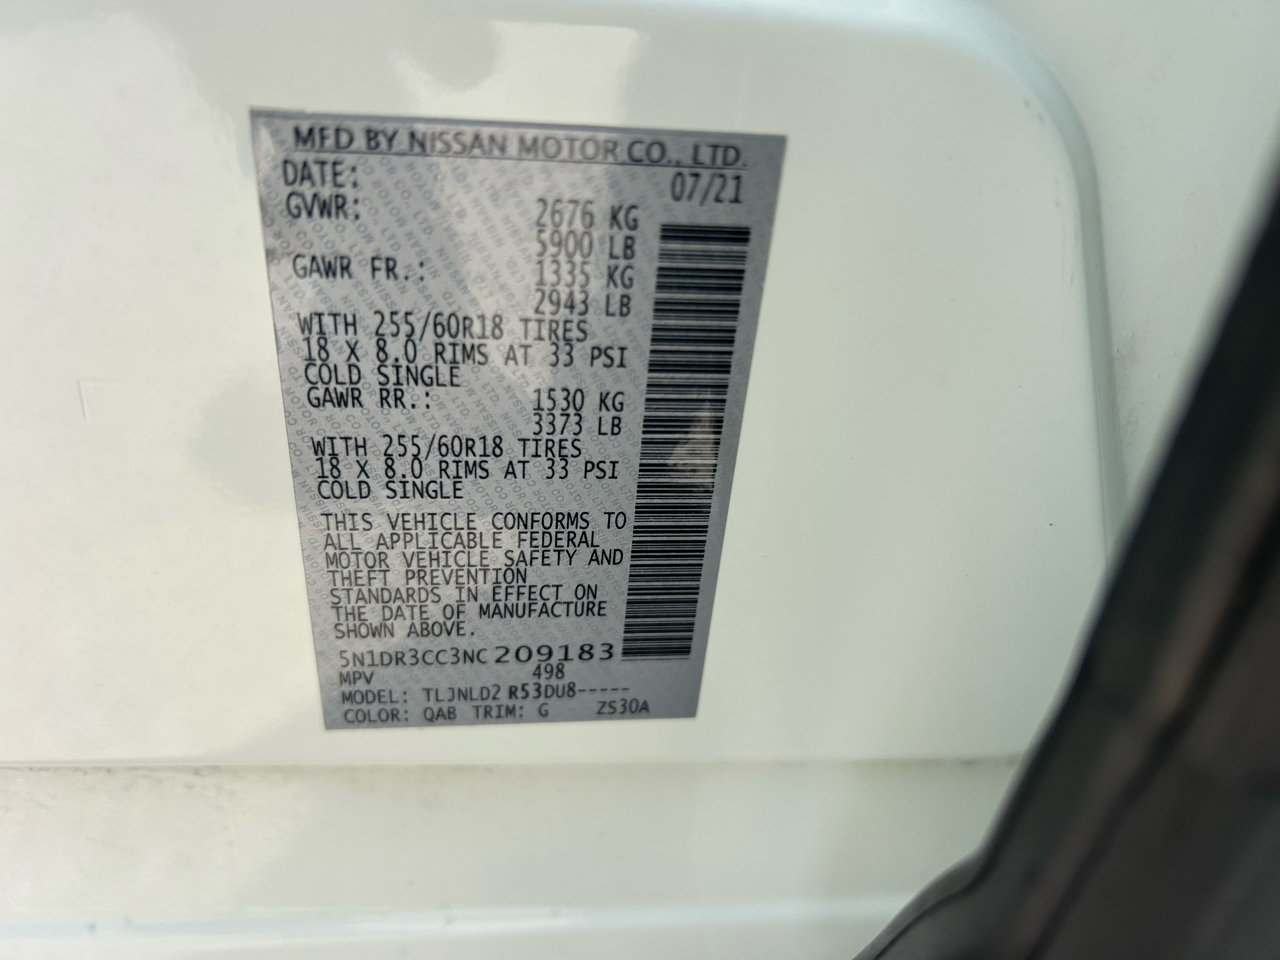 MFD BY NISSAN MOTOR CO., LTD.
DATE: 07/21
GVWR: 2676 KG
5900 LB
GAWR FR.: 1335 KG
2943 LB
WITH 255/60R18 TIRES
18 X 8.0 RIMS AT 33 PSI
COLD SINGLE
GAWR RR.: 1530 KG
3373 LB
WITH 255/60R18 TIRES
18 X 8.0 RIMS AT 33 PSI
COLD SINGLE
THIS VEHICLE CONFORMS TO
ALL APPLICABLE FEDERAL
MOTOR VEHICLE SAFETY AND
THEFT PREVENTION
STANDARDS IN EFFECT ON
THE DATE OF MANUFACTURE
SHOWN ABOVE.
5N1DR3CC3NC209183
MPV 498
MODEL: TLJNLD2 R53DU8-----
COLOR: QAB TRIM: G ZS30A